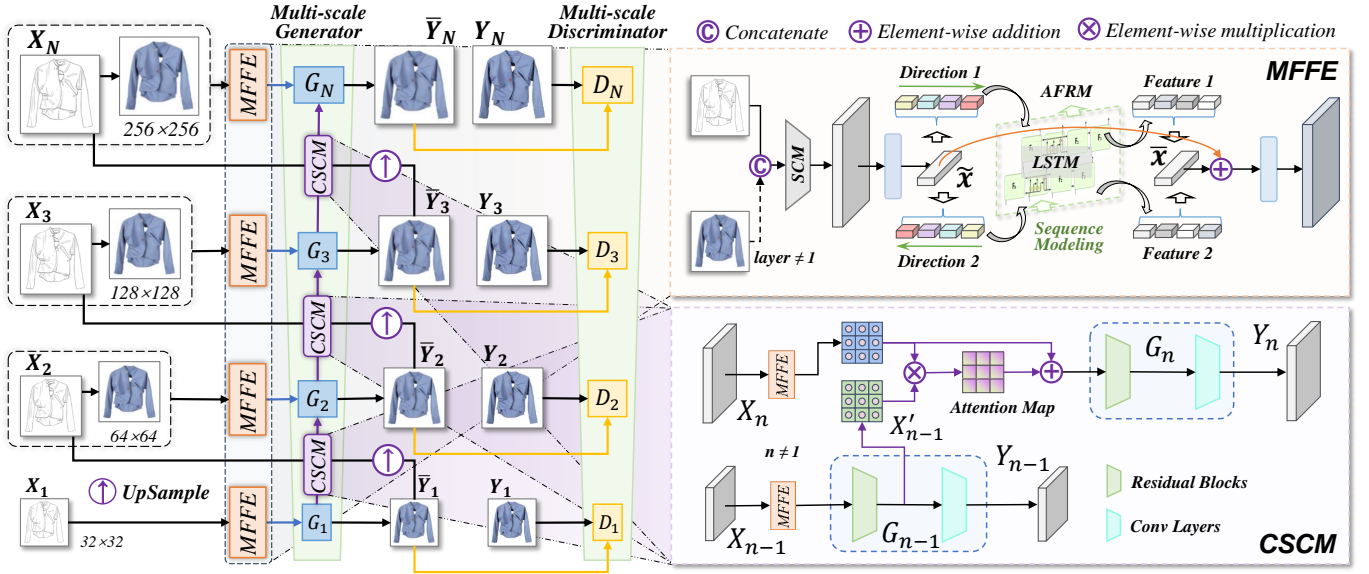 Multi-scale
Generator
Multi-scale
Discriminator
X_N
256×256
MFFE
G_N
Y̅_N
Y_N
D_N
CSCM
X_3
128×128
MFFE
G_3
Y̅_3
Y_3
D_3
CSCM
X_2
64×64
MFFE
G_2
Y̅_2
Y_2
D_2
CSCM
UpSample
X_1
32×32
MFFE
G_1
Y̅_1
Y_1
D_1
C Concatenate
Element-wise addition
Element-wise multiplication
MFFE
C
layer ≠ 1
SCM
Direction 1
x̃
Direction 2
AFRM
LSTM
Sequence
Modeling
Feature 1
x̅
Feature 2
X_n
MFFE
X'_{n-1}
Attention Map
G_n
Y_n
n ≠ 1
X_{n-1}
MFFE
G_{n-1}
Y_{n-1}
Residual Blocks
Conv Layers
CSCM